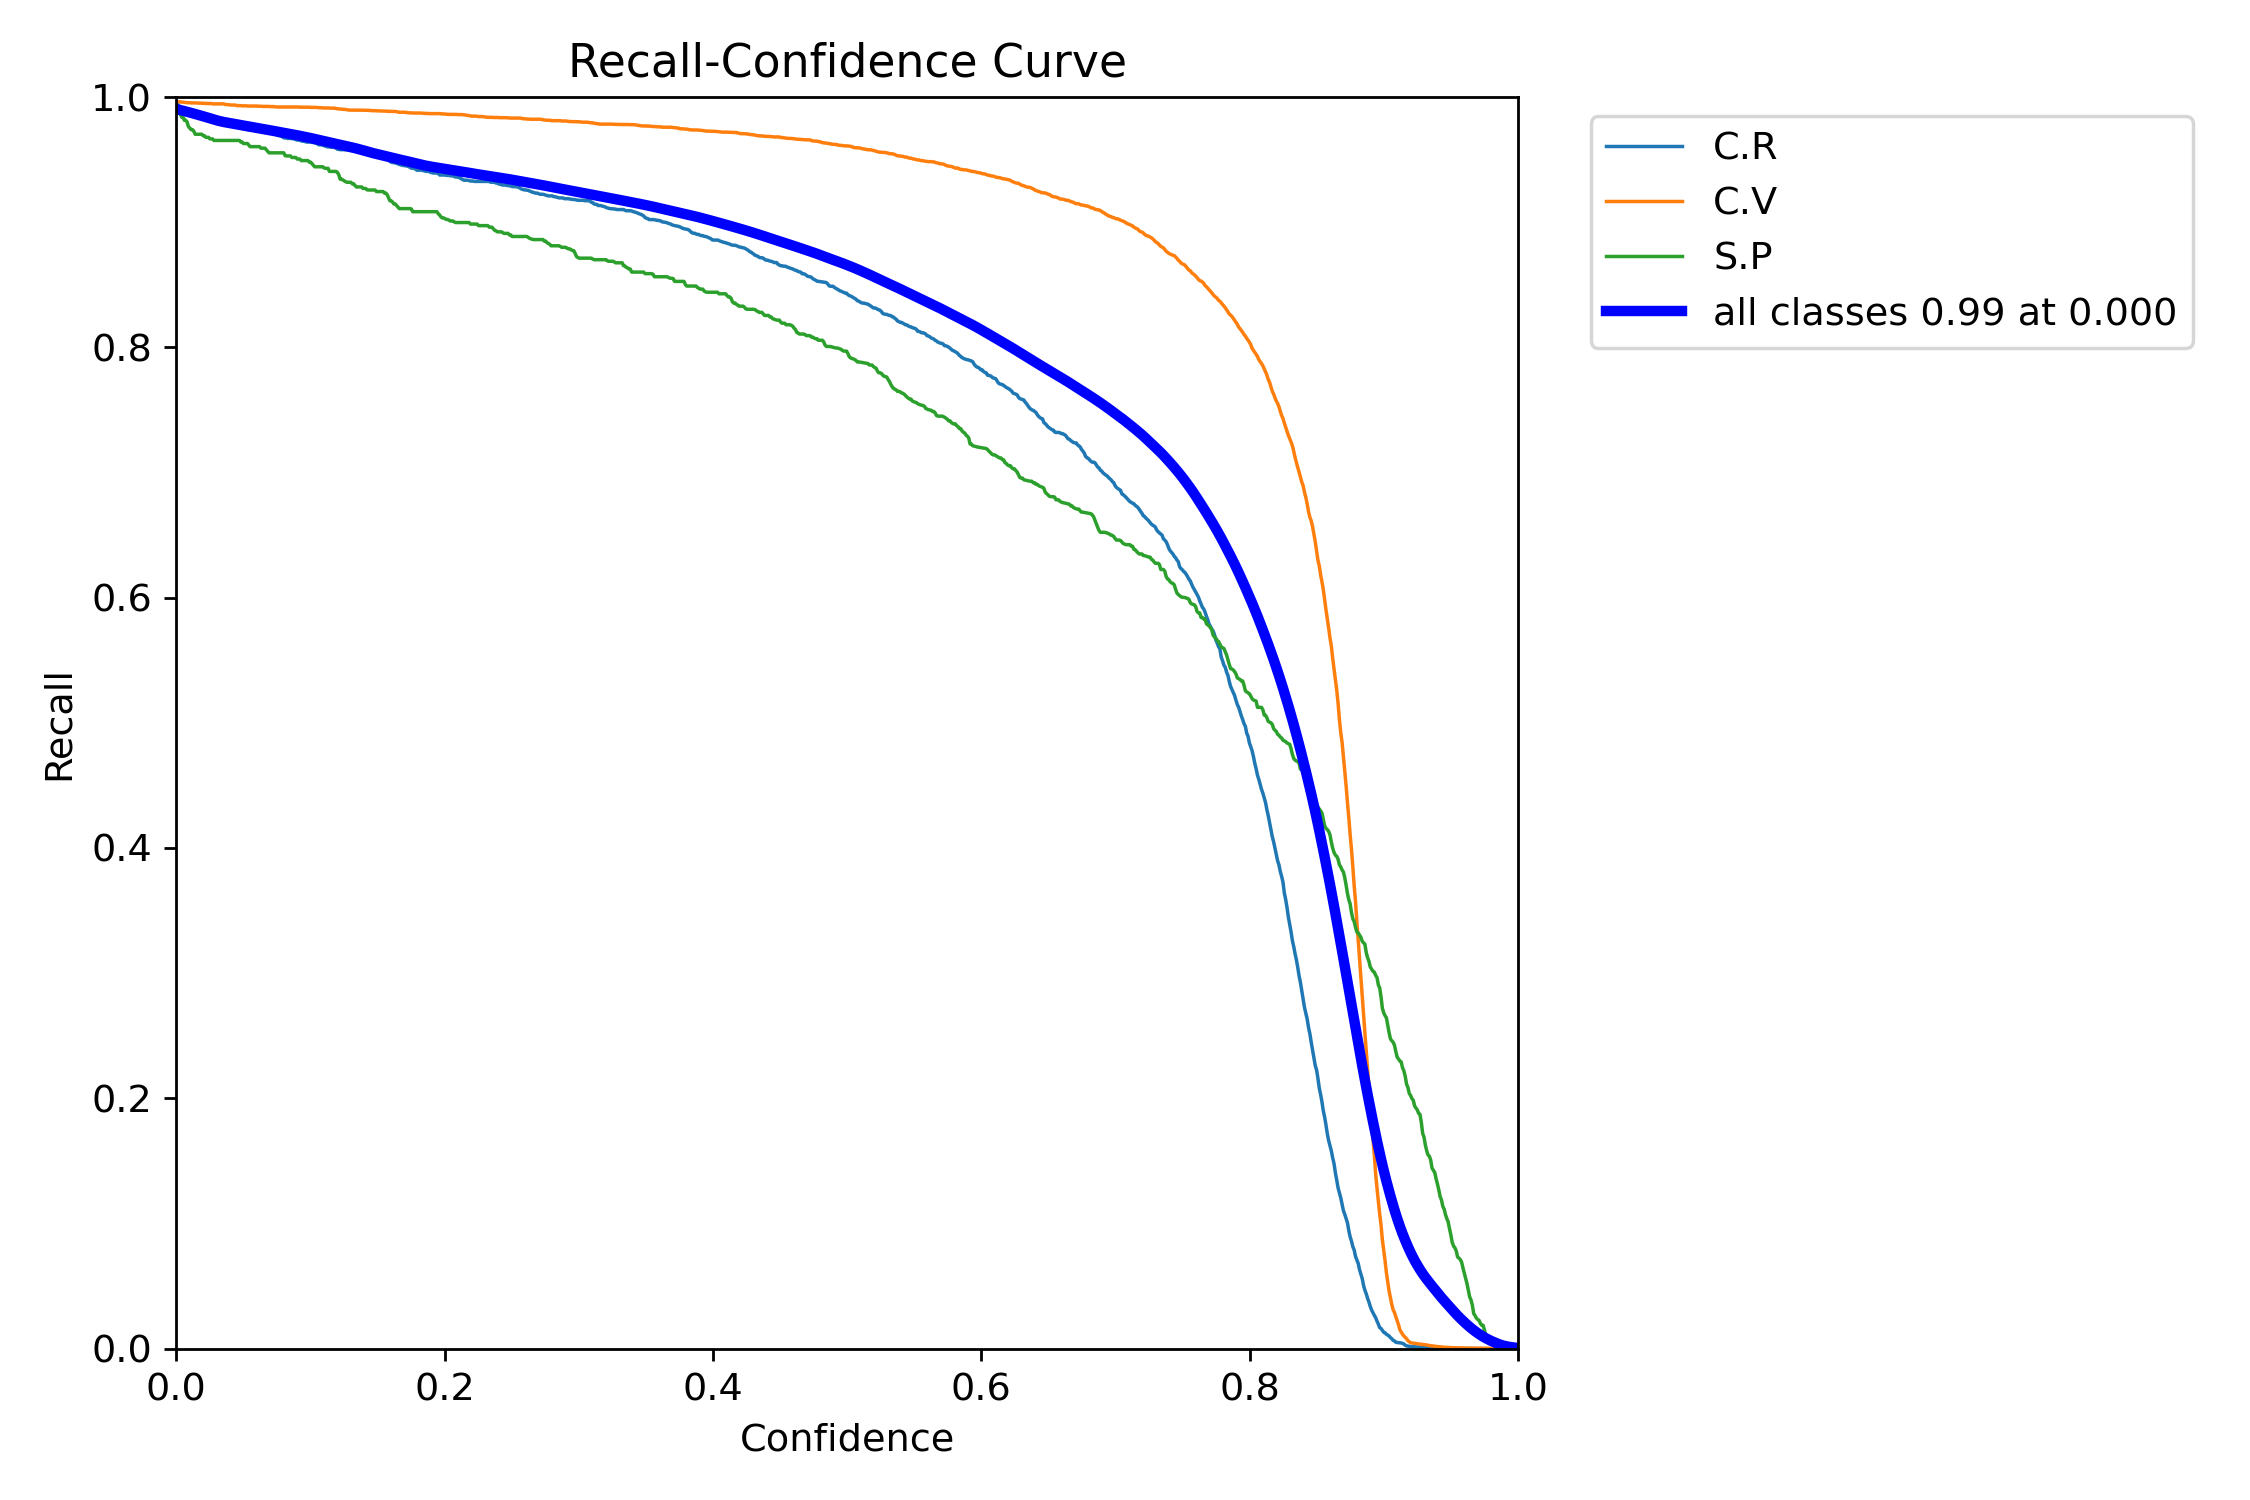 Recall-Confidence Curve
1.0
0.8
0.6
0.4
0.2
0.0
Recall
0.0 0.2 0.4 0.6 0.8 1.0
Confidence
C.R
C.V
S.P
all classes 0.99 at 0.000